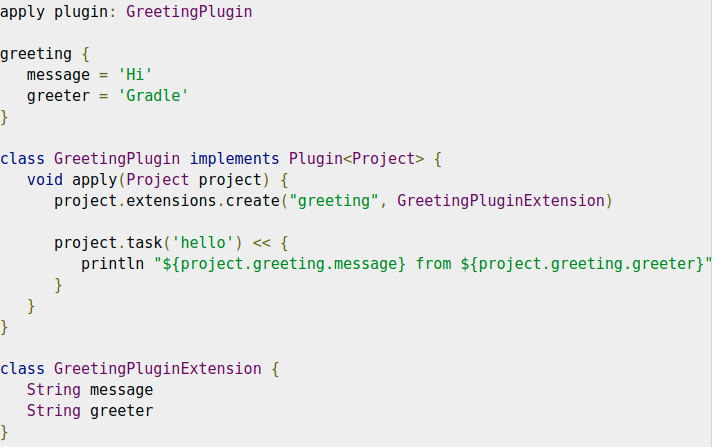 apply plugin: GreetingPlugin
greeting {
message = 'Hi'
greeter = 'Gradle'
}
class GreetingPlugin implements Plugin<Project> {
void apply(Project project) {
project.extensions.create("greeting", GreetingPluginExtension)
project.task('hello') << {
println "${project.greeting.message} from ${project.greeting.greeter}"
}
}
}
class GreetingPluginExtension {
String message
String greeter
}